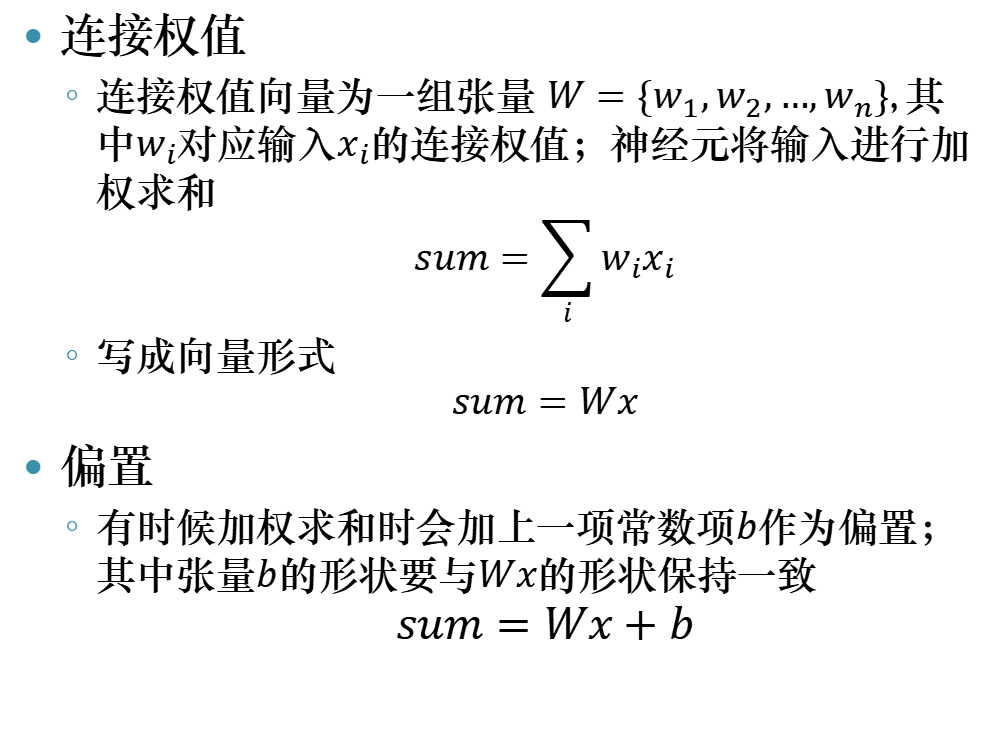 • 连接权值
◦ 连接权值向量为一组张量 𝑊 = {𝑤₁, 𝑤₂, …, 𝑤ₙ}, 其
中𝑤ᵢ对应输入𝑥ᵢ的连接权值；神经元将输入进行加
权求和
𝑠𝑢𝑚 = ∑ᵢ 𝑤ᵢ𝑥ᵢ
◦ 写成向量形式
𝑠𝑢𝑚 = 𝑊𝑥
• 偏置
◦ 有时候加权求和时会加上一项常数项𝑏作为偏置；
其中张量𝑏的形状要与𝑊𝑥的形状保持一致
𝑠𝑢𝑚 = 𝑊𝑥 + 𝑏